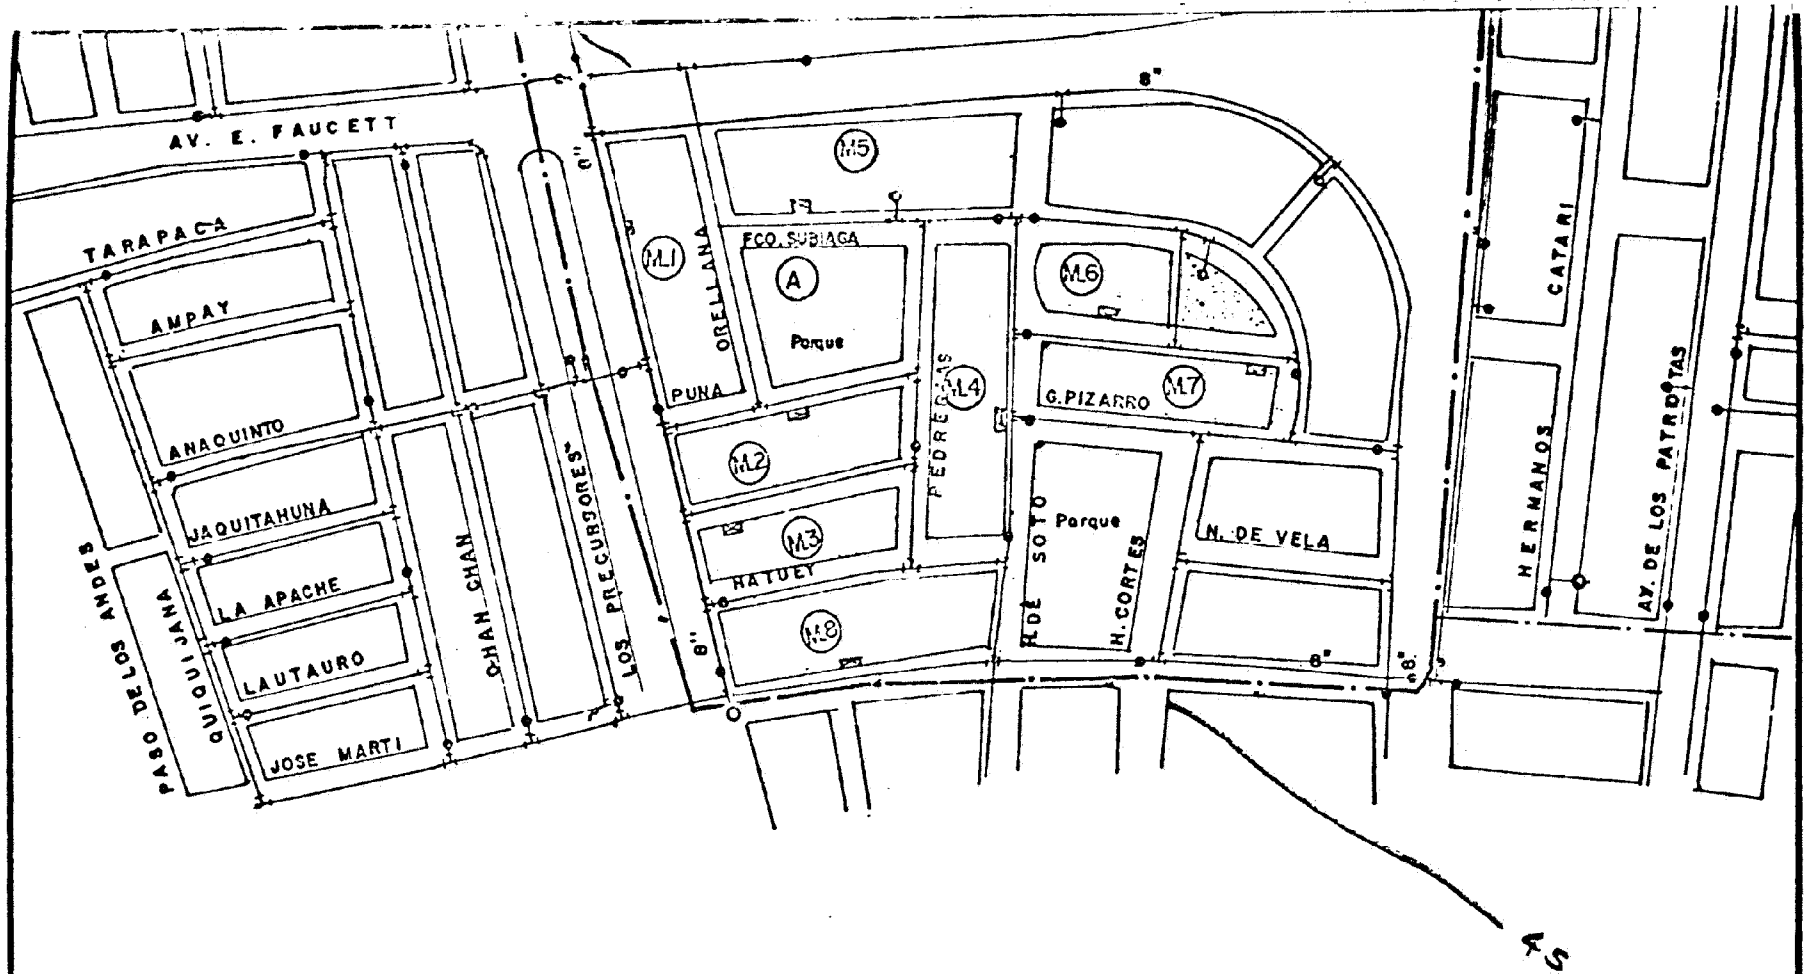 8"
AV. E. FAUCETT
8"
M5
TARAPACA
ORELLANA
FCO. SUBIAGA
M1
A
M6
CATARI
AMPAY
Parque
PUNA
PEDRERIAS
M4
G. PIZARRO
M7
ANAQUINTO
M2
LOS PRECURSORES
HERMANOS
AV. DE LOS PATRIOTAS
JAQUITAHUNA
M3
H. DE SOTO
Parque
N. DE VELA
HATUEY
H. CORTES
PASO DE LOS ANDES
QUIQUIJANA
LA APACHE
CHAN CHAN
8"
M8
8"
8"
LAUTAURO
JOSE MARTI
45